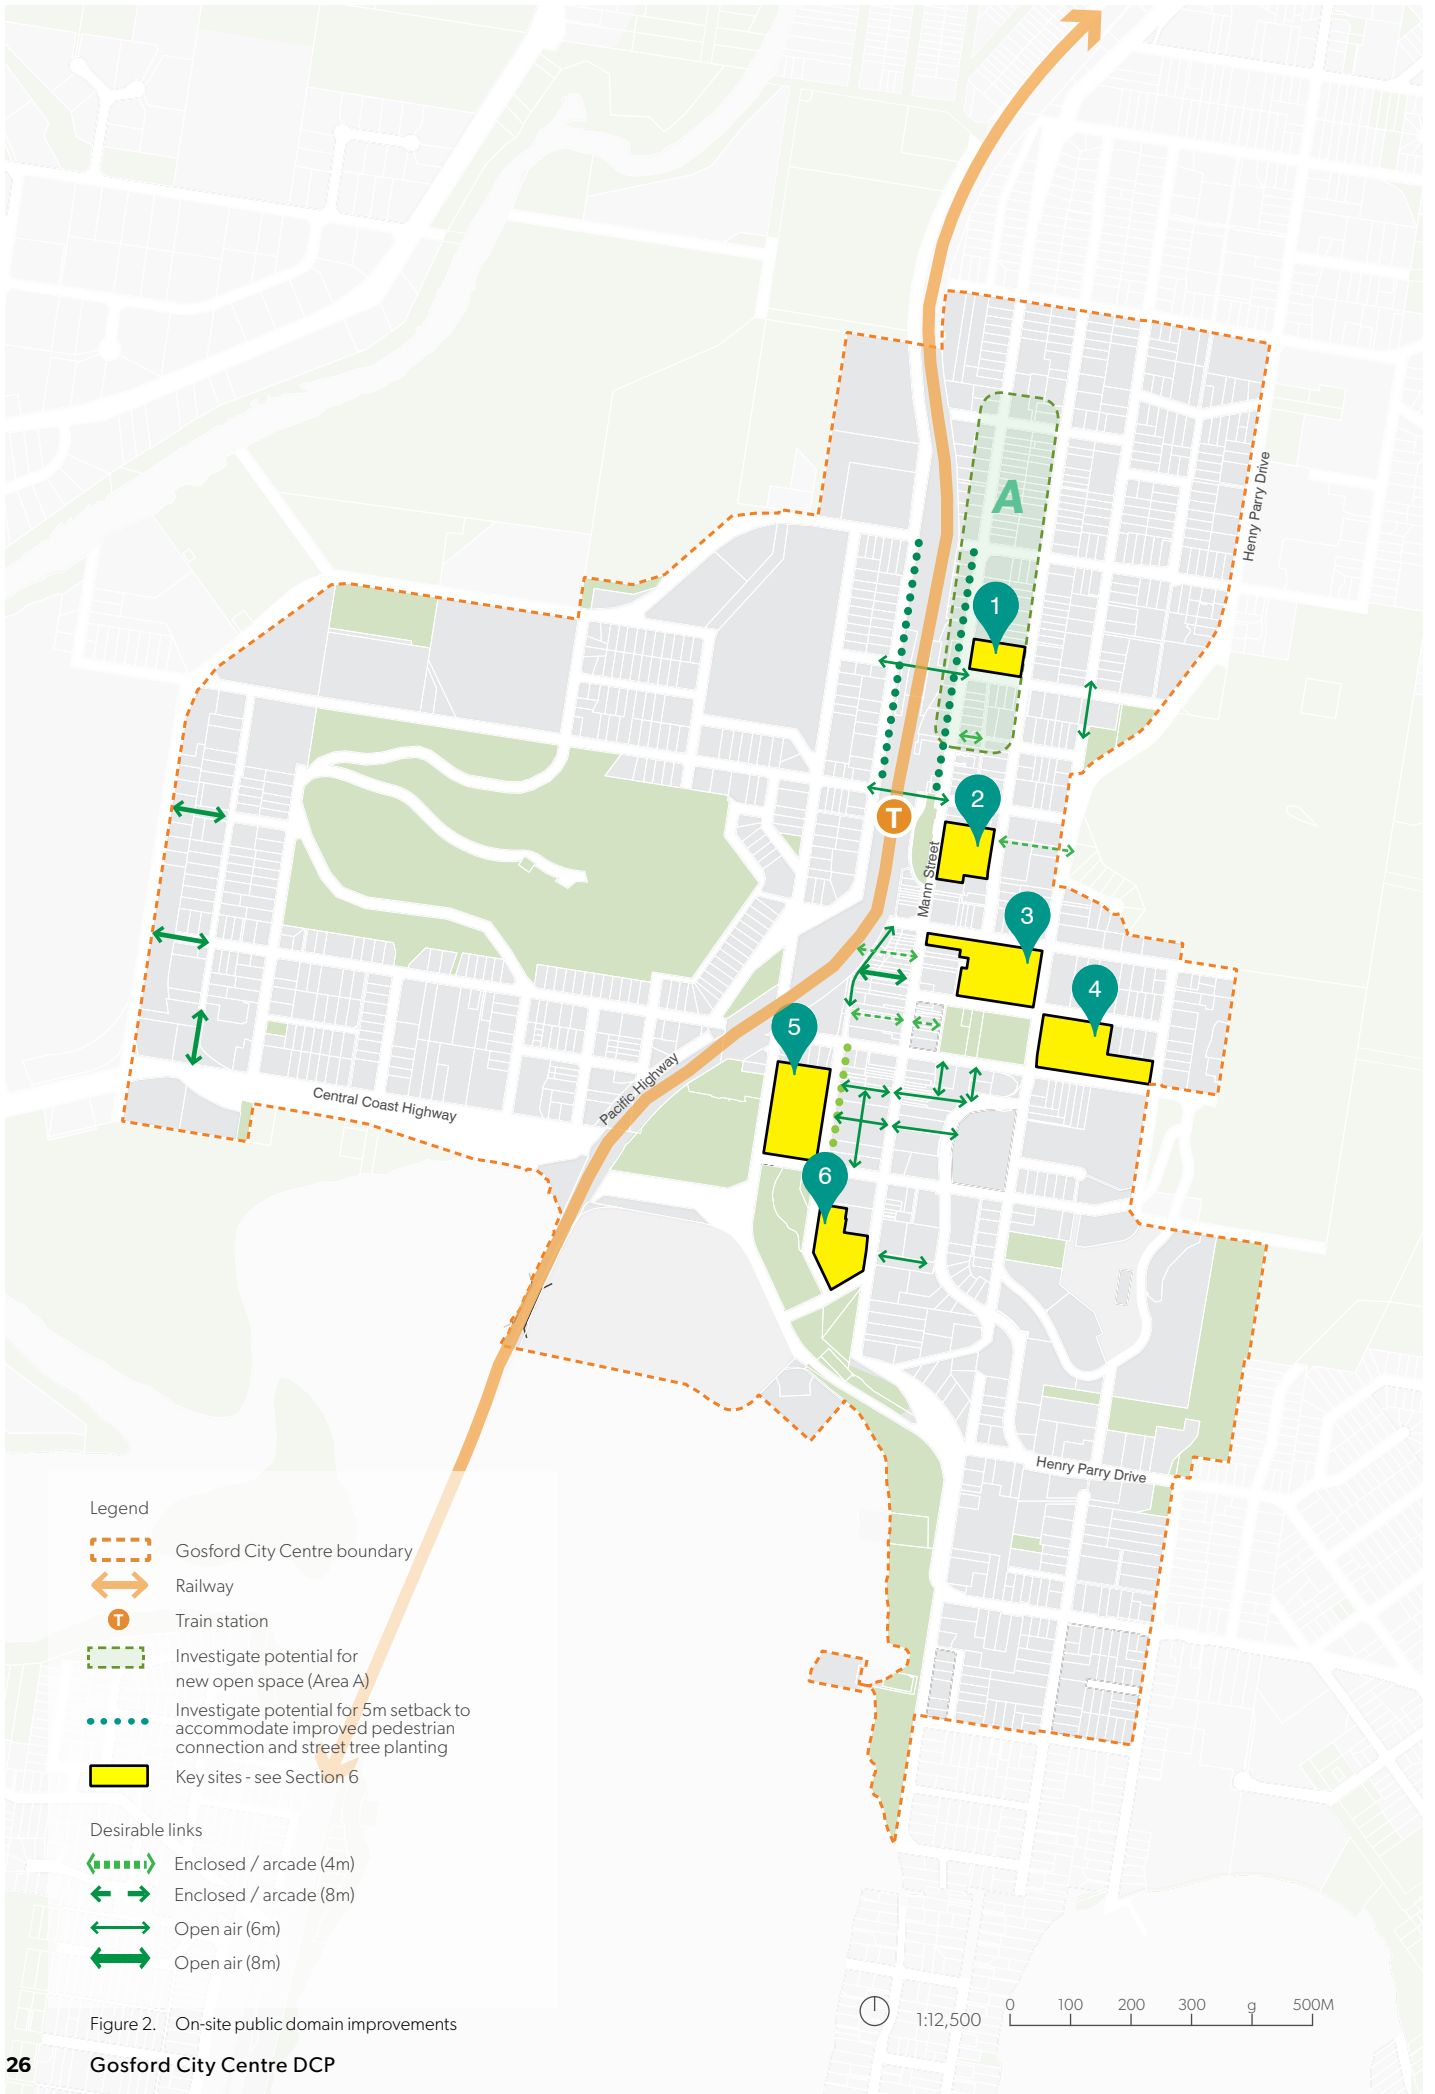 Henry Parry Drive
A
1
T
2
Mann Street
3
4
5
Pacific Highway
Central Coast Highway
6
Henry Parry Drive
Legend
Gosford City Centre boundary
Railway
T
Train station
Investigate potential for
new open space (Area A)
Investigate potential for 5m setback to
accommodate improved pedestrian
connection and street tree planting
Key sites - see Section 6
Desirable links
Enclosed / arcade (4m)
Enclosed / arcade (8m)
Open air (6m)
Open air (8m)
1:12,500
0 100 200 300 g 500M
Figure 2. On-site public domain improvements
26 Gosford City Centre DCP